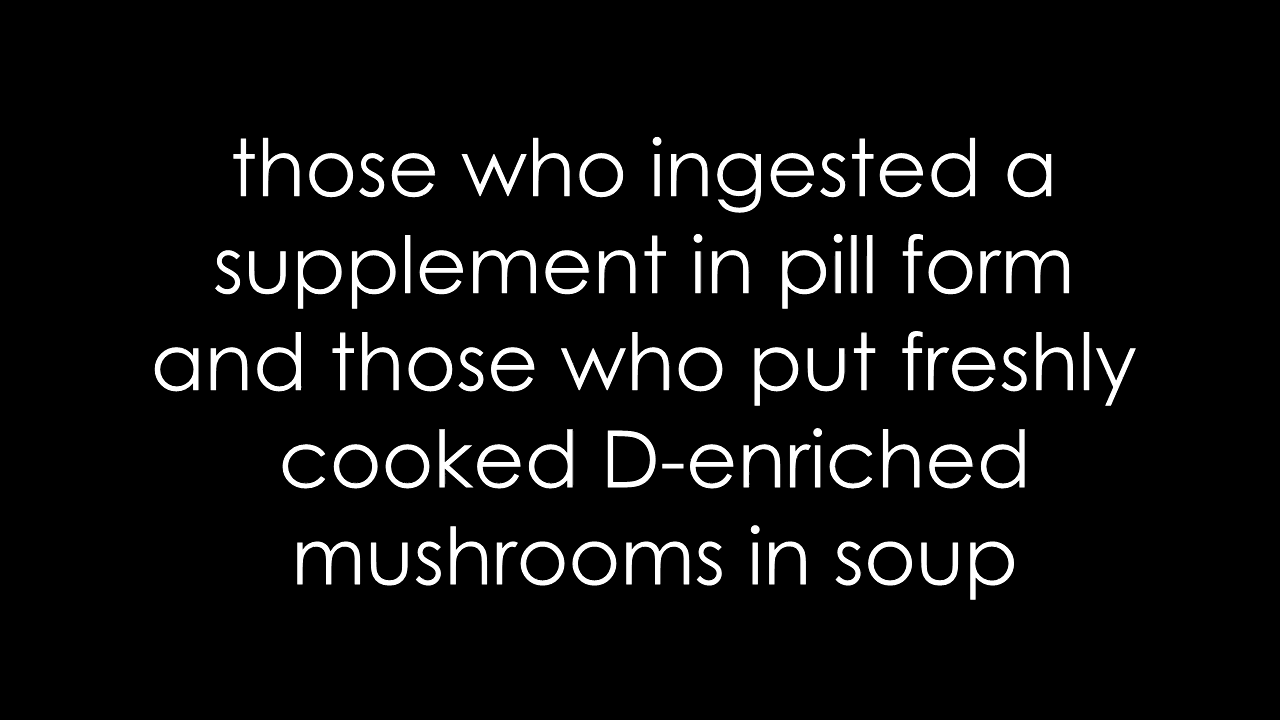 those who ingested a
supplement in pill form
and those who put freshly
cooked D-enriched
mushrooms in soup